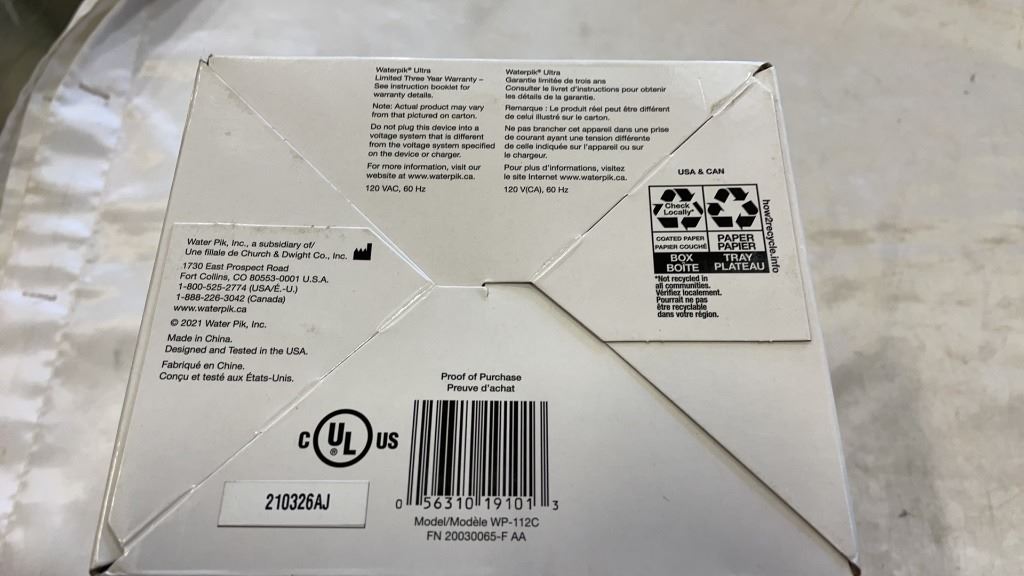 Waterpik® Ultra
Limited Three Year Warranty –
See instruction booklet for
warranty details.
Note: Actual product may vary
from that pictured on carton.
Do not plug this device into a
voltage system that is different
from the voltage system specified
on the device or charger.
For more information, visit our
website at www.waterpik.ca.
120 VAC, 60 Hz
Waterpik® Ultra
Garantie limitée de trois ans
Consulter le livret d'instructions pour obtenir
les détails de la garantie.
Remarque : Le produit réel peut être différent
de celui illustré sur le carton.
Ne pas brancher cet appareil dans une prise
de courant ayant une tension différente
de celle indiquée sur l'appareil ou sur
le chargeur.
Pour plus d'informations, visitez
le site Internet www.waterpik.ca.
120 V(CA), 60 Hz
USA & CAN
Check
Locally*
COATED PAPER
PAPIER COUCHÉ
BOX
BOÎTE
PAPER
PAPIER
TRAY
PLATEAU
how2recycle.info
*Not recycled in
all communities.
Vérifiez localement.
Pourrait ne pas
être recyclable
dans votre région.
Water Pik, Inc., a subsidiary of/
Une filiale de Church & Dwight Co., Inc.
1730 East Prospect Road
Fort Collins, CO 80553-0001 U.S.A.
1-800-525-2774 (USA/É.-U.)
1-888-226-3042 (Canada)
www.waterpik.ca
© 2021 Water Pik, Inc.
Made in China.
Designed and Tested in the USA.
Fabriqué en Chine.
Conçu et testé aux États-Unis.
Proof of Purchase
Preuve d'achat
C UL® US
210326AJ
0 56310 19101 3
Model/Modèle WP-112C
FN 20030065-F AA